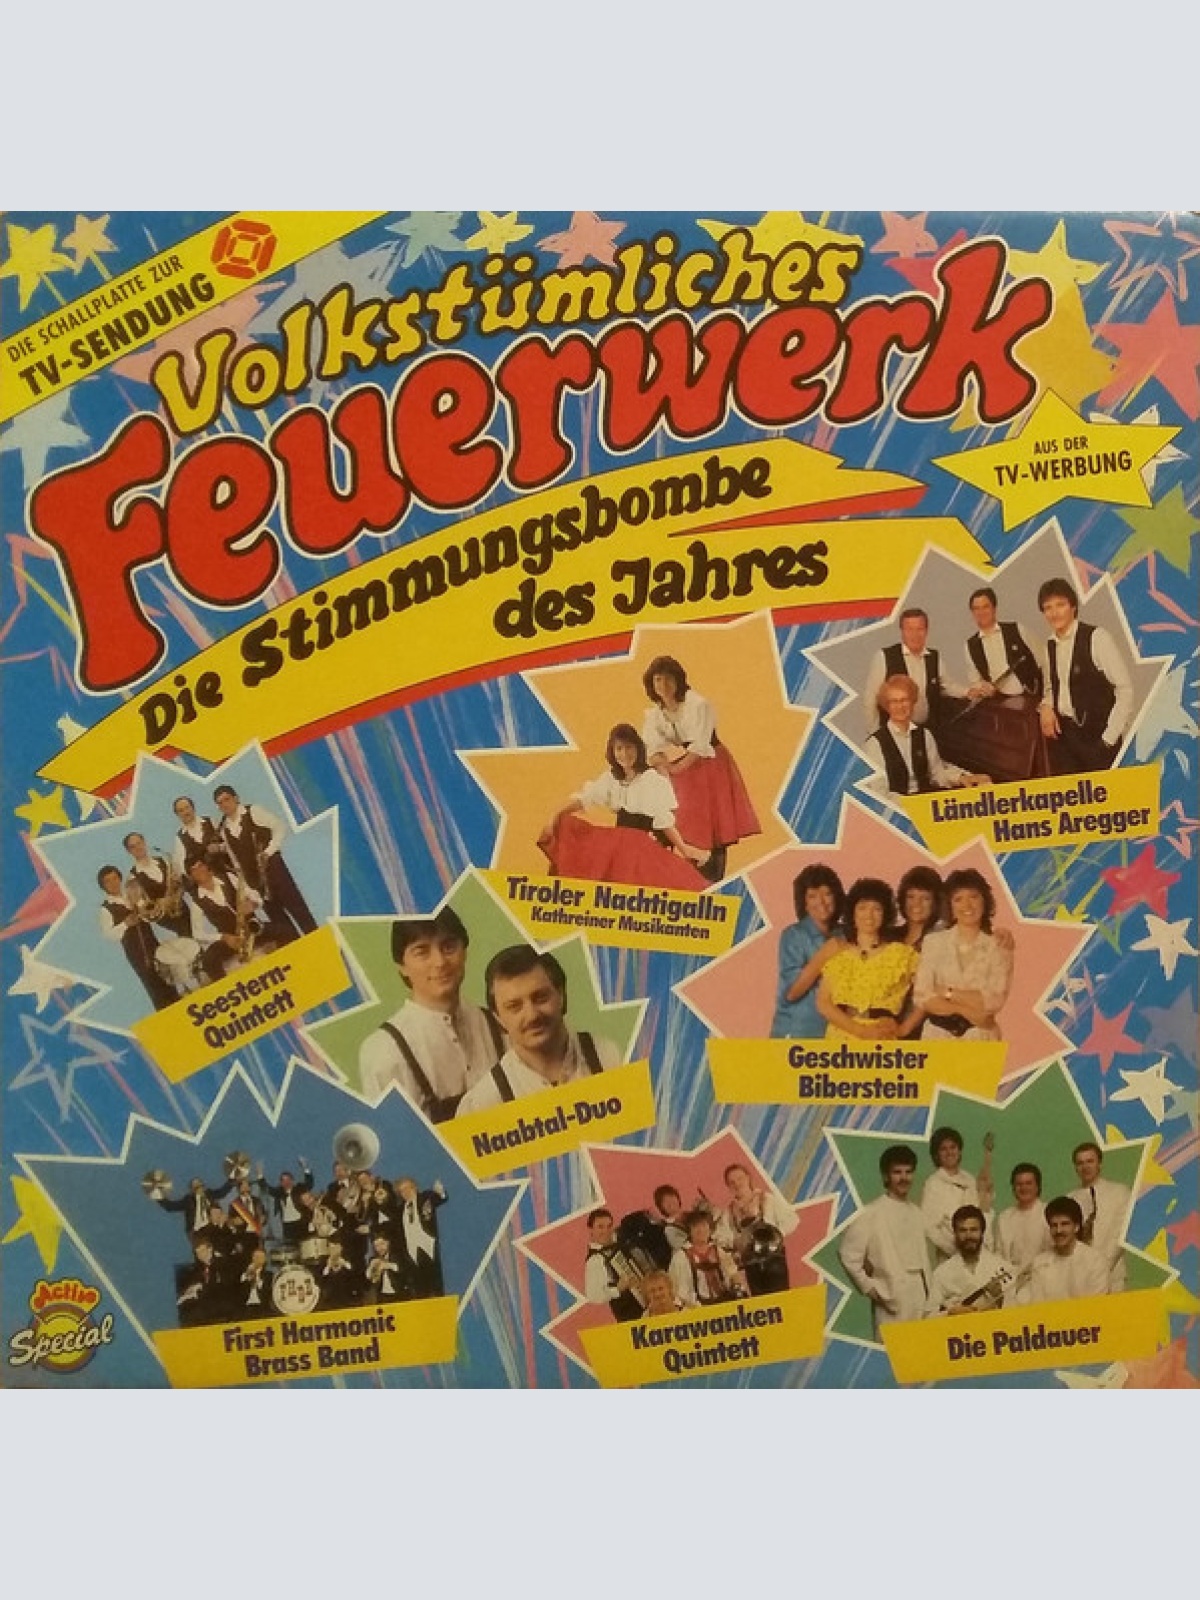 DIE SCHALLPLATTE ZUR
TV-SENDUNG
Volkstümliches
Feuerwerk
AUS DER
TV-WERBUNG
Die Stimmungsbombe
des Jahres
Ländlerkapelle
Hans Aregger
Tiroler Nachtigalln
Kathreiner Musikanten
Seestern-
Quintett
Geschwister
Biberstein
Naabtal-Duo
First Harmonic
Brass Band
FHBB
Karawanken
Quintett
Die Paldauer
Activ
Special